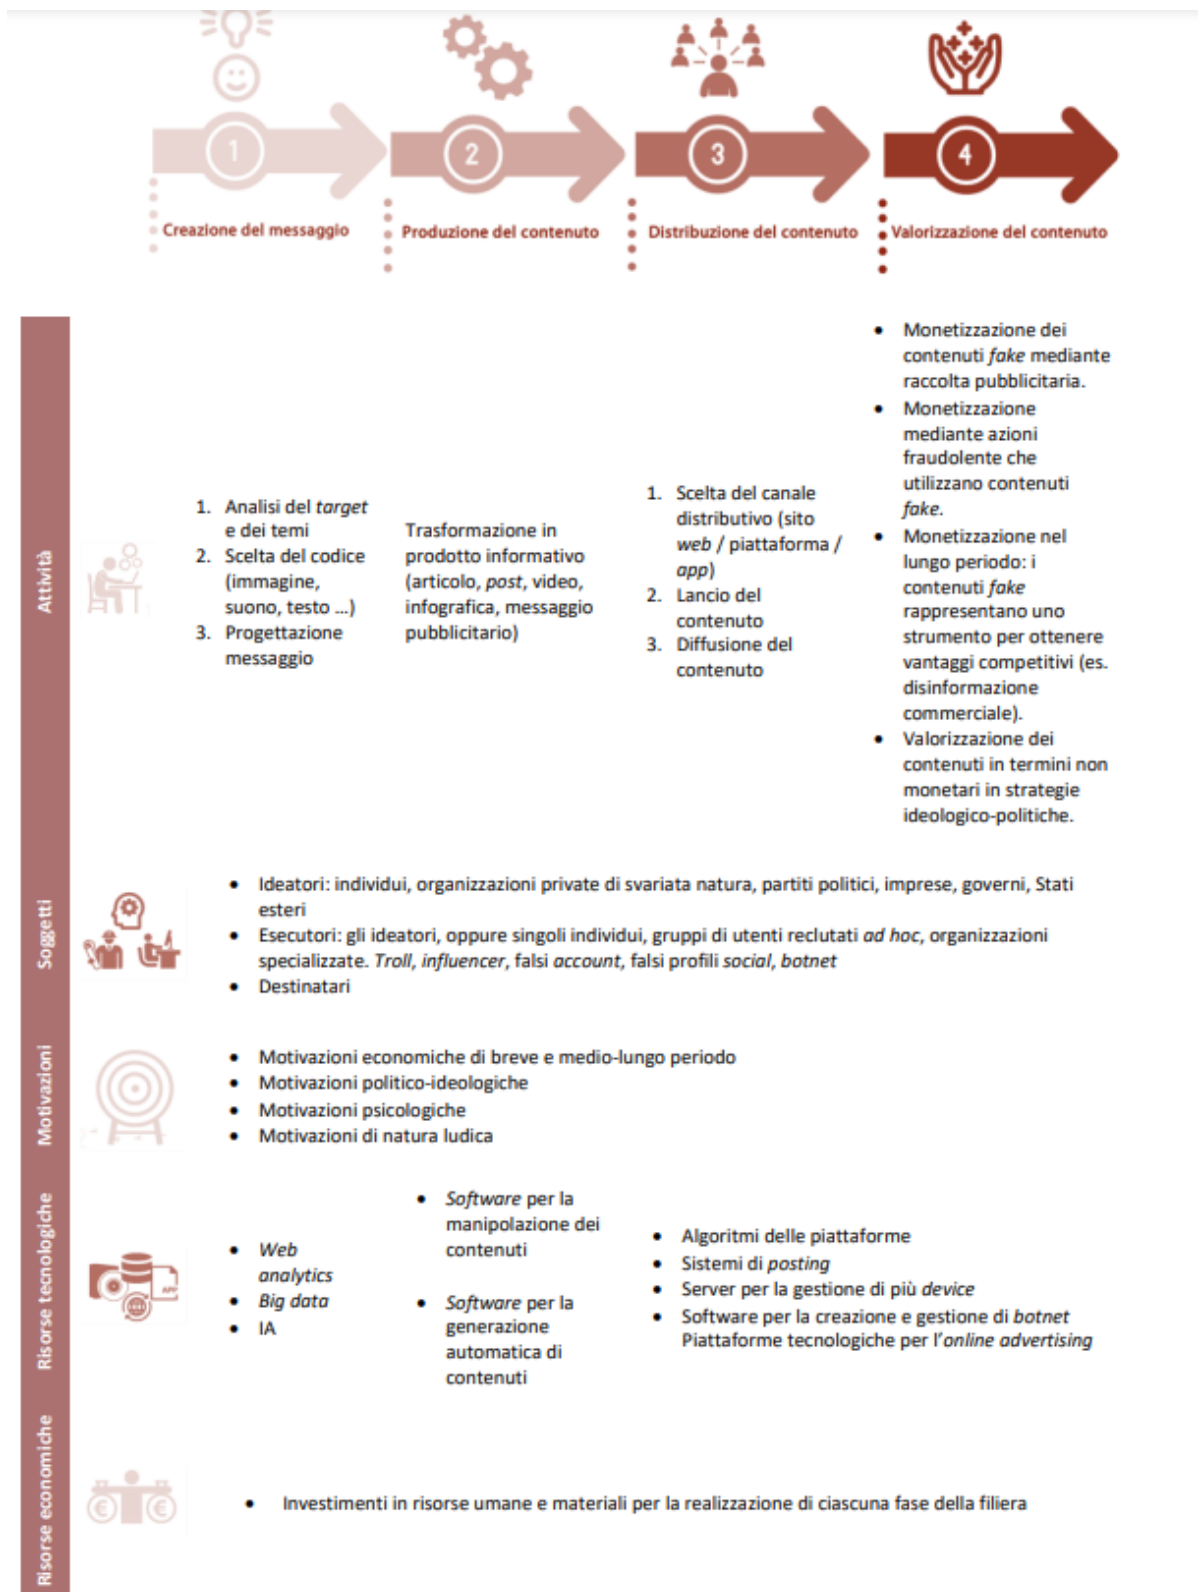 1
2
3
4
Creazione del messaggio
Produzione del contenuto
Distribuzione del contenuto
Valorizzazione del contenuto
Attività
1. Analisi del target
e dei temi
2. Scelta del codice
(immagine,
suono, testo ...)
3. Progettazione
messaggio
Trasformazione in
prodotto informativo
(articolo, post, video,
infografica, messaggio
pubblicitario)
1. Scelta del canale
distributivo (sito
web / piattaforma /
app)
2. Lancio del
contenuto
3. Diffusione del
contenuto
• Monetizzazione dei
contenuti fake mediante
raccolta pubblicitaria.
• Monetizzazione
mediante azioni
fraudolente che
utilizzano contenuti
fake.
• Monetizzazione nel
lungo periodo: i
contenuti fake
rappresentano uno
strumento per ottenere
vantaggi competitivi (es.
disinformazione
commerciale).
• Valorizzazione dei
contenuti in termini non
monetari in strategie
ideologico-politiche.
Soggetti
• Ideatori: individui, organizzazioni private di svariata natura, partiti politici, imprese, governi, Stati
esteri
• Esecutori: gli ideatori, oppure singoli individui, gruppi di utenti reclutati ad hoc, organizzazioni
specializzate. Troll, influencer, falsi account, falsi profili social, botnet
• Destinatari
Motivazioni
• Motivazioni economiche di breve e medio-lungo periodo
• Motivazioni politico-ideologiche
• Motivazioni psicologiche
• Motivazioni di natura ludica
Risorse tecnologiche
APP
• Web
analytics
• Big data
• IA
• Software per la
manipolazione dei
contenuti
• Software per la
generazione
automatica di
contenuti
• Algoritmi delle piattaforme
• Sistemi di posting
• Server per la gestione di più device
• Software per la creazione e gestione di botnet
Piattaforme tecnologiche per l'online advertising
Risorse economiche
€ €
• Investimenti in risorse umane e materiali per la realizzazione di ciascuna fase della filiera